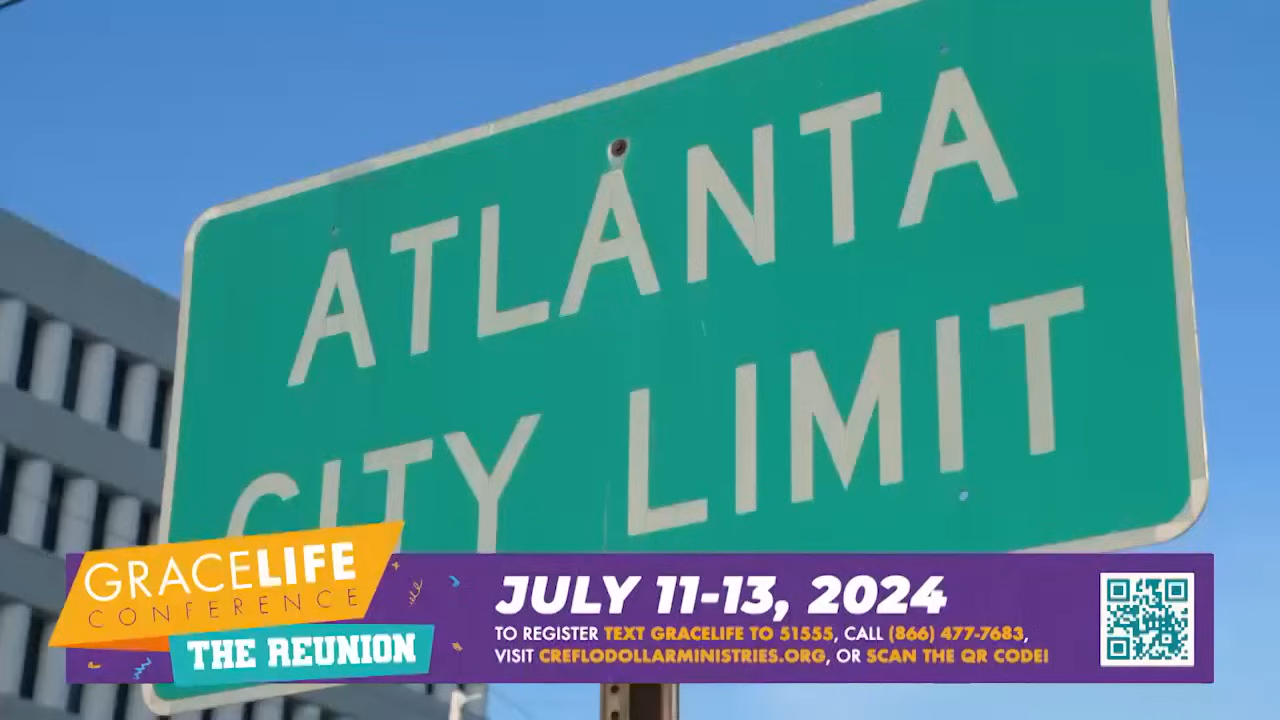 ATLANTA
CITY LIMIT
GRACELIFE
CONFERENCE
THE REUNION
JULY 11-13, 2024
TO REGISTER TEXT GRACELIFE TO 51555, CALL (866) 477-7683,
VISIT CREFLODOLLARMINISTRIES.ORG, OR SCAN THE QR CODE!